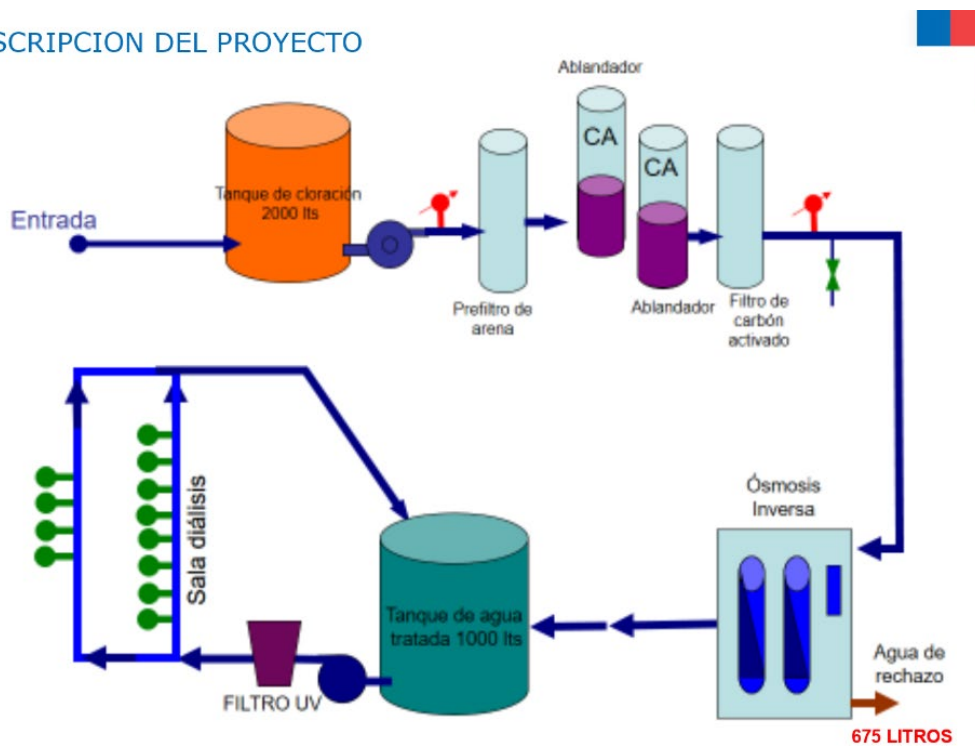 SCRIPCION DEL PROYECTO
Ablandador
CA
CA
Tanque de cloración
2000 lts
Entrada
Prefiltro de
arena
Ablandador
Filtro de
carbón
activado
Ósmosis
Inversa
Sala diálisis
Tanque de agua
tratada 1000 lts
FILTRO UV
Agua de
rechazo
675 LITROS